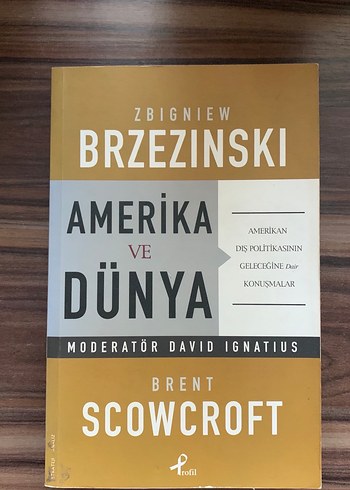 ZBIGNIEW
BRZEZINSKI
AMERİKA
VE
DÜNYA
AMERİKAN
DIŞ POLİTİKASININ
GELECEĞİNE Dair
KONUŞMALAR
MODERATÖR DAVID IGNATIUS
BRENT
SCOWCROFT
Profil